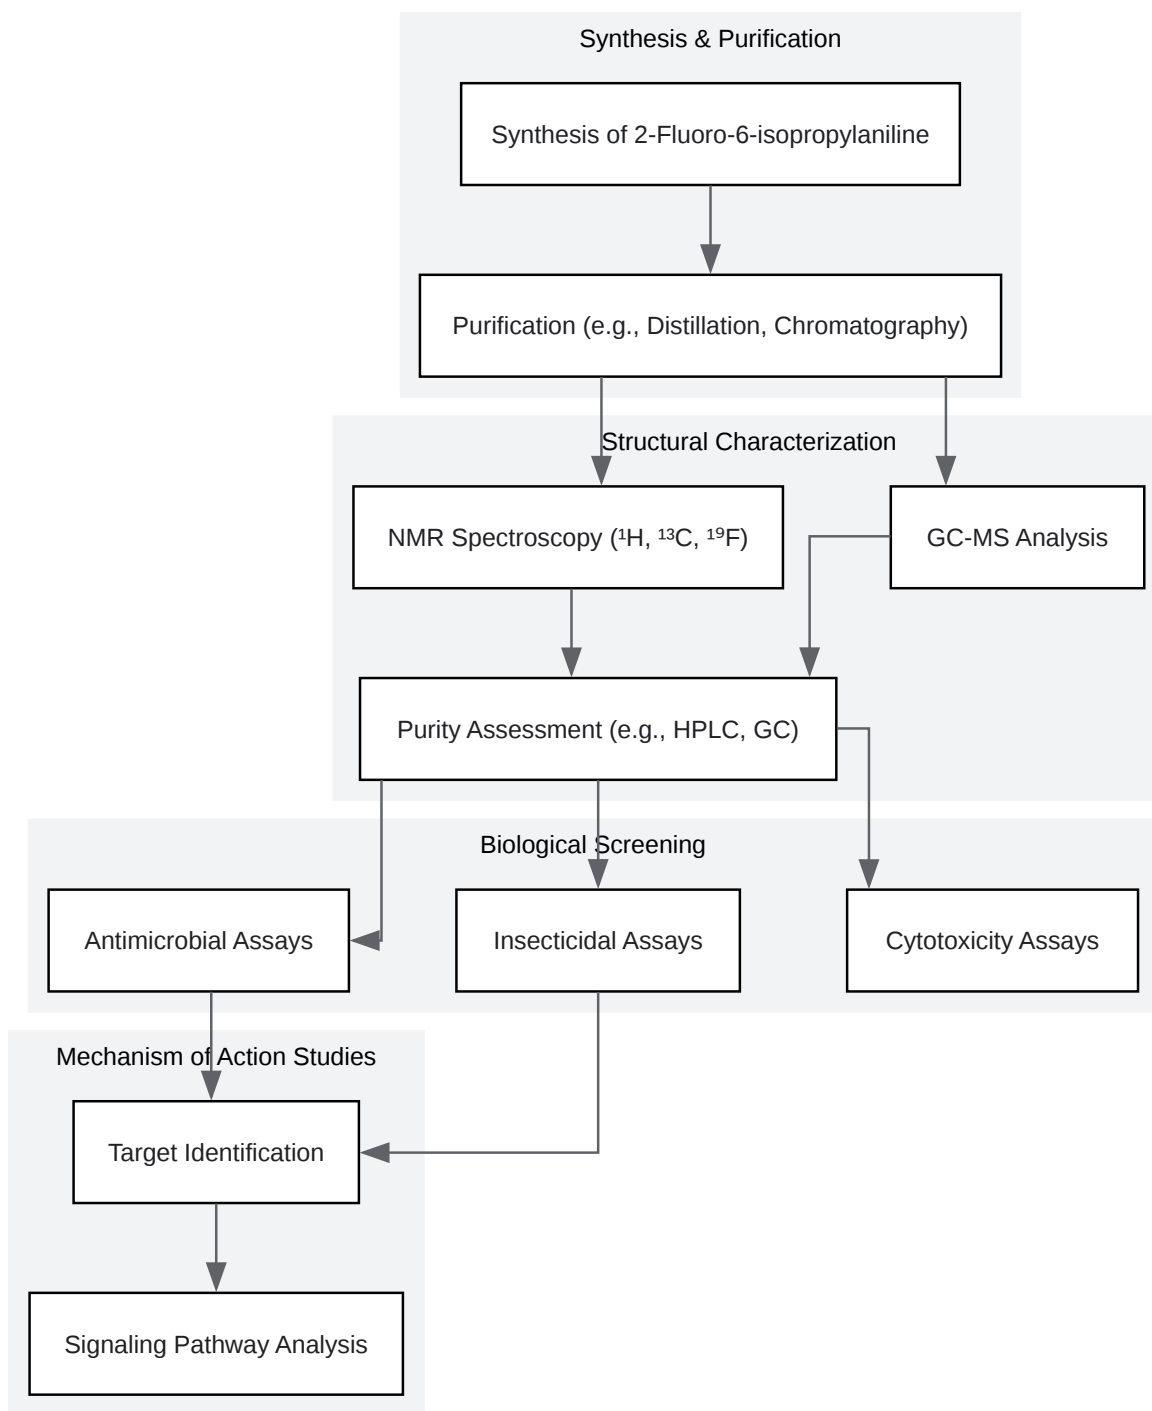 Synthesis & Purification
Synthesis of 2-Fluoro-6-isopropylaniline
Purification (e.g., Distillation, Chromatography)
Structural Characterization
NMR Spectroscopy (¹H, ¹³C, ¹⁹F)
GC-MS Analysis
Purity Assessment (e.g., HPLC, GC)
Biological Screening
Antimicrobial Assays
Insecticidal Assays
Cytotoxicity Assays
Mechanism of Action Studies
Target Identification
Signaling Pathway Analysis